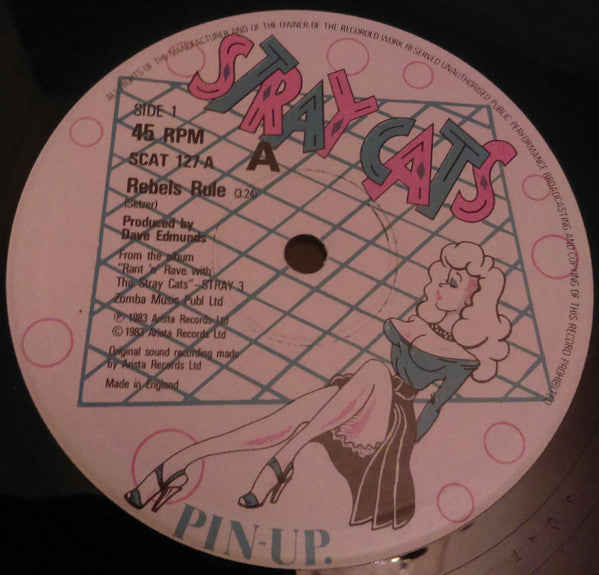 ALL RIGHTS OF THE MANUFACTURER AND OF THE OWNER OF THE RECORDED WORK RESERVED UNAUTHORISED PUBLIC PERFORMANCE BROADCASTING AND COPYING OF THIS RECORD PROHIBITED
STRAY CATS
SIDE 1
45 RPM
SCAT 127-A
A
Rebels Rule (3.24)
(Setzer)
Produced by
Dave Edmunds
From the album
"Rant 'n' Rave with
The Stray Cats"—STRAY 3
Zomba Music Publ Ltd
℗ 1983 Arista Records Ltd
© 1983 Arista Records Ltd
Original sound recording made
by Arista Records Ltd
Made in England
PIN-UP.